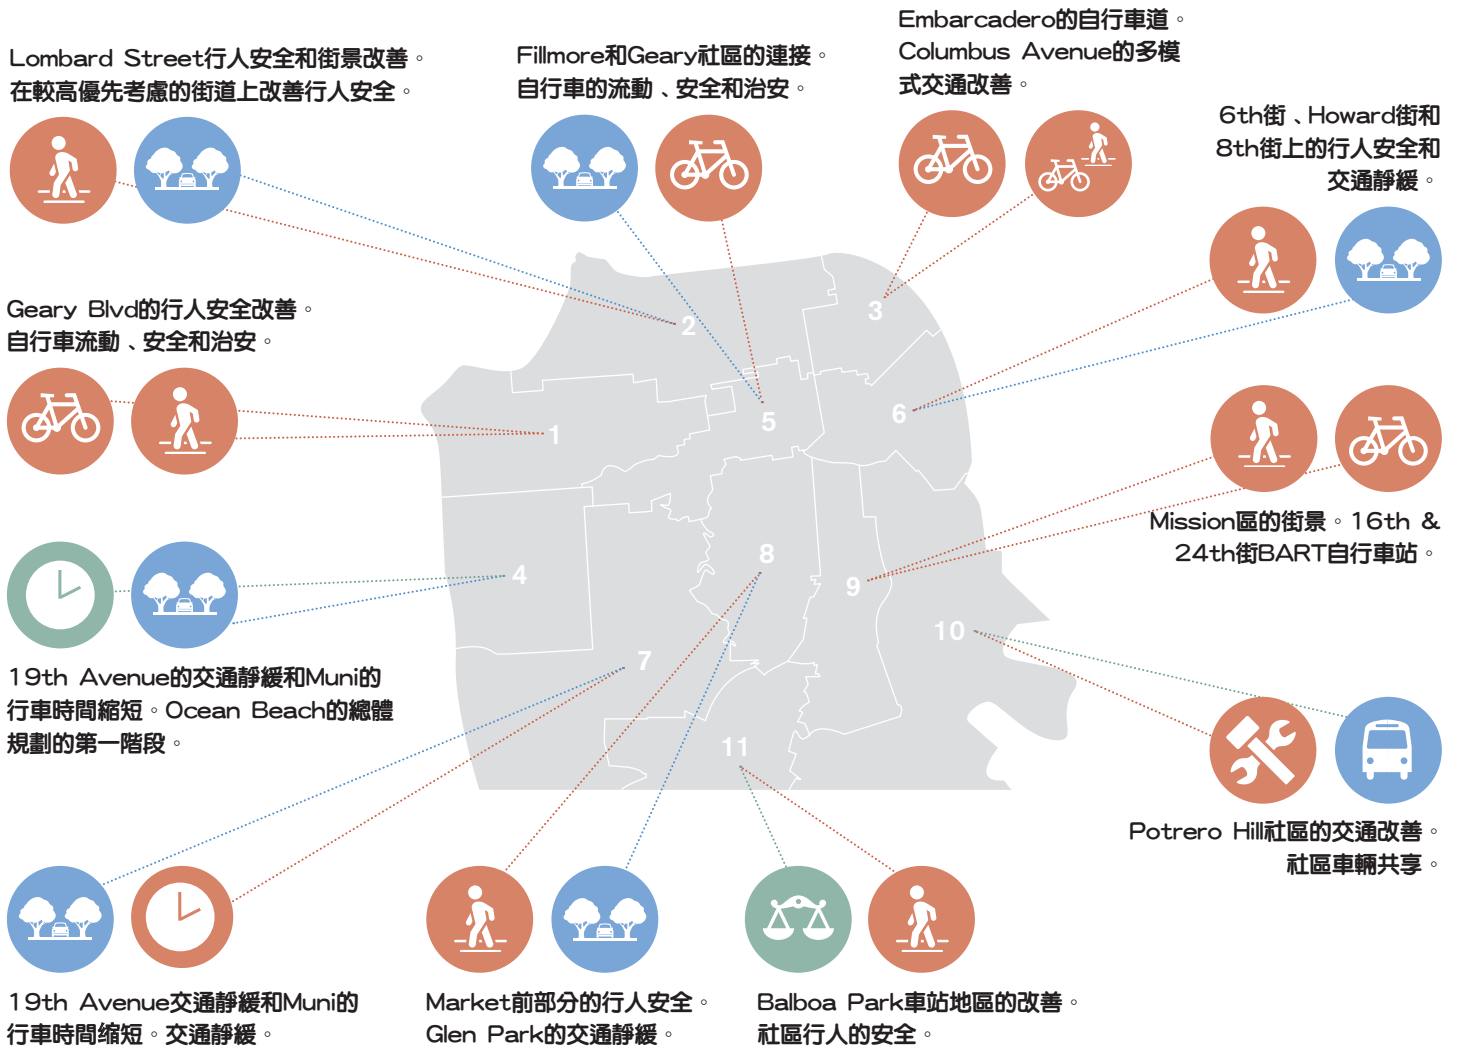 Lombard Street行人安全和街景改善。
在較高優先考慮的街道上改善行人安全。
Fillmore和Geary社區的連接。
自行車的流動、安全和治安。
Embarcadero的自行車道。
Columbus Avenue的多模
式交通改善。
6th街、Howard街和
8th街上的行人安全和
交通靜緩。
Geary Blvd的行人安全改善。
自行車流動、安全和治安。
2
3
1
5
6
Mission區的街景。16th &
24th街BART自行車站。
4
8
9
10
7
11
19th Avenue的交通靜緩和Muni的
行車時間縮短。Ocean Beach的總體
規劃的第一階段。
Potrero Hill社區的交通改善。
社區車輛共享。
19th Avenue交通靜緩和Muni的
行車時間缩短。交通靜緩。
Market前部分的行人安全。
Glen Park的交通靜緩。
Balboa Park車站地區的改善。
社區行人的安全。